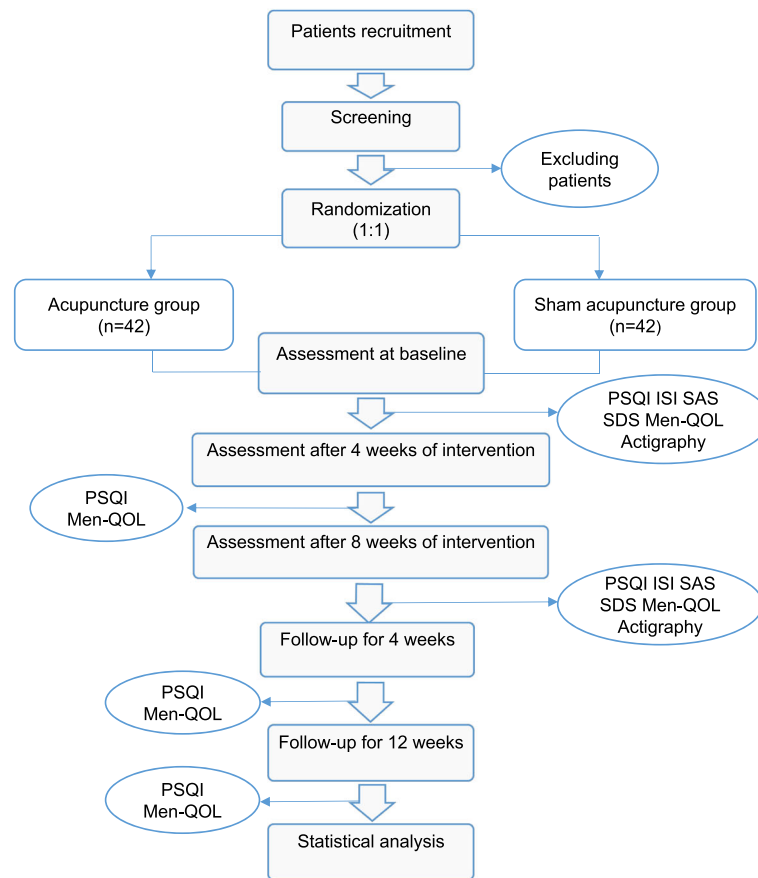 Patients recruitment
Screening
Excluding
patients
Randomization
(1:1)
Acupuncture group
(n=42)
Sham acupuncture group
(n=42)
Assessment at baseline
PSQI ISI SAS
SDS Men-QOL
Actigraphy
Assessment after 4 weeks of intervention
PSQI
Men-QOL
Assessment after 8 weeks of intervention
PSQI ISI SAS
SDS Men-QOL
Actigraphy
Follow-up for 4 weeks
PSQI
Men-QOL
Follow-up for 12 weeks
PSQI
Men-QOL
Statistical analysis